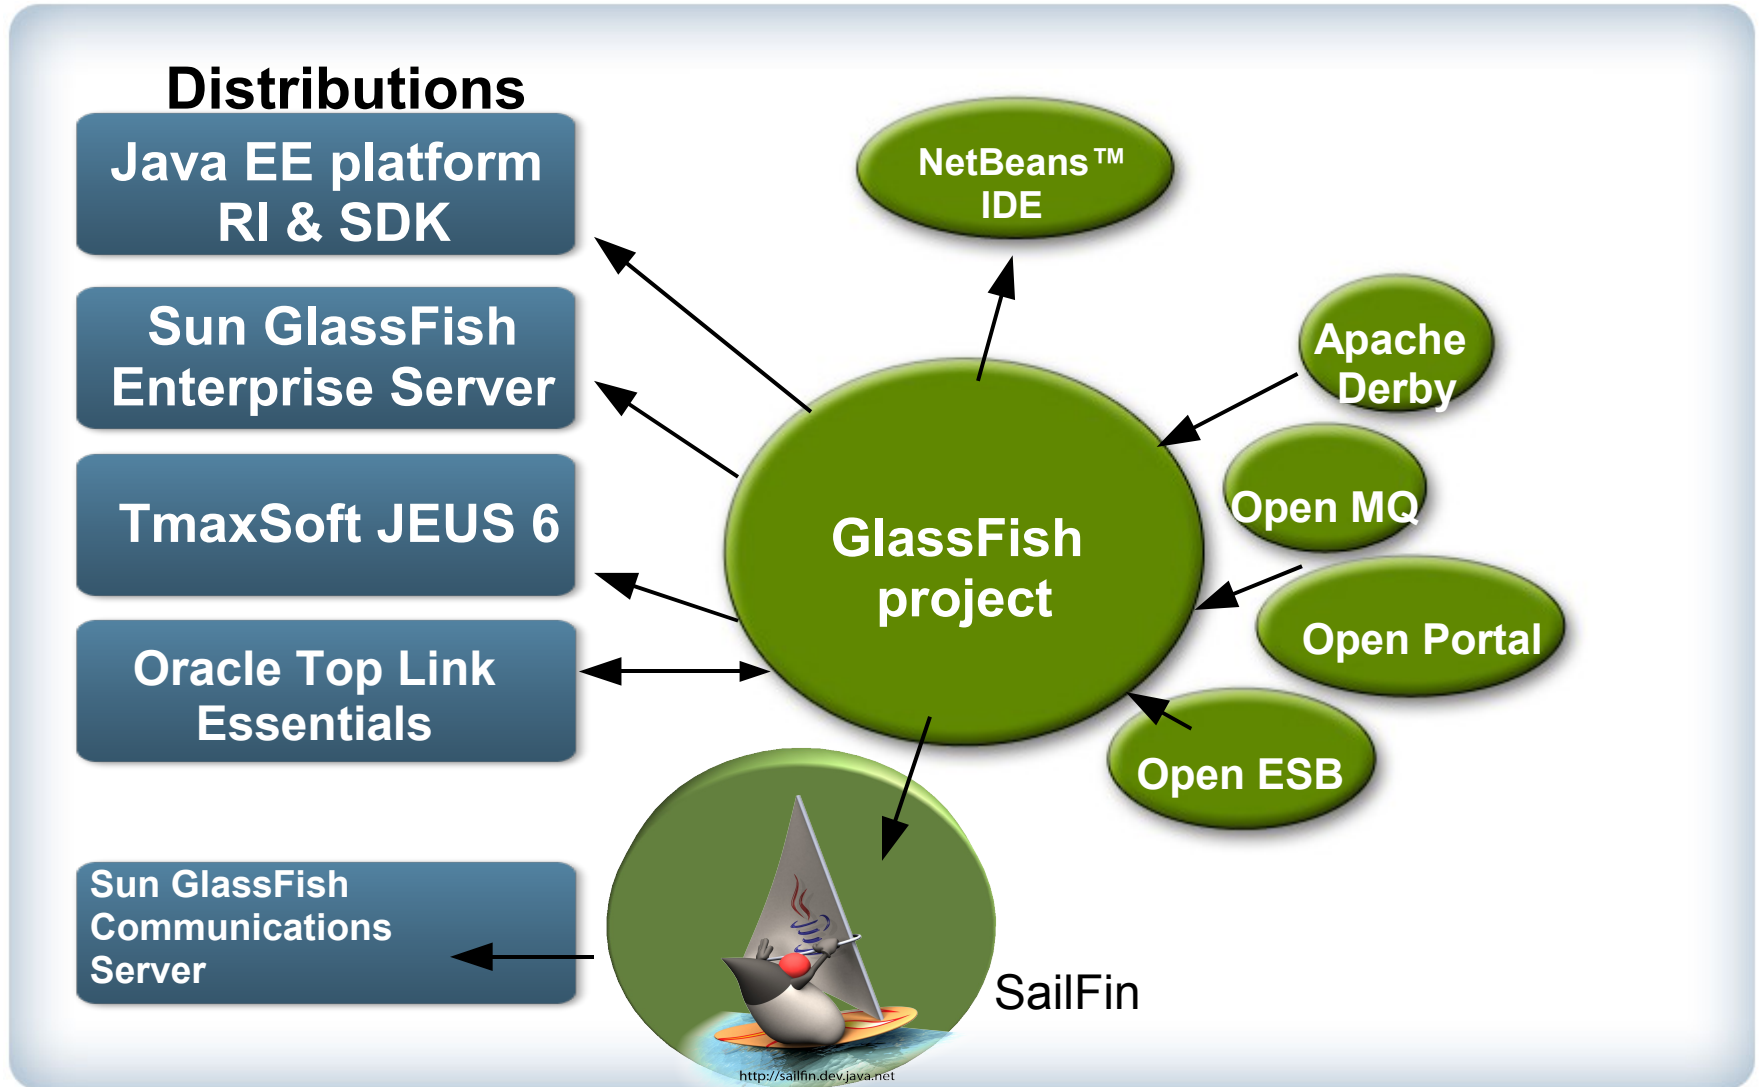 Distributions
Java EE platform
RI & SDK
Sun GlassFish
Enterprise Server
TmaxSoft JEUS 6
Oracle Top Link
Essentials
Sun GlassFish
Communications
Server
NetBeans™
IDE
Apache
Derby
Open MQ
Open Portal
Open ESB
GlassFish
project
SailFin
http://sailfin.dev.java.net